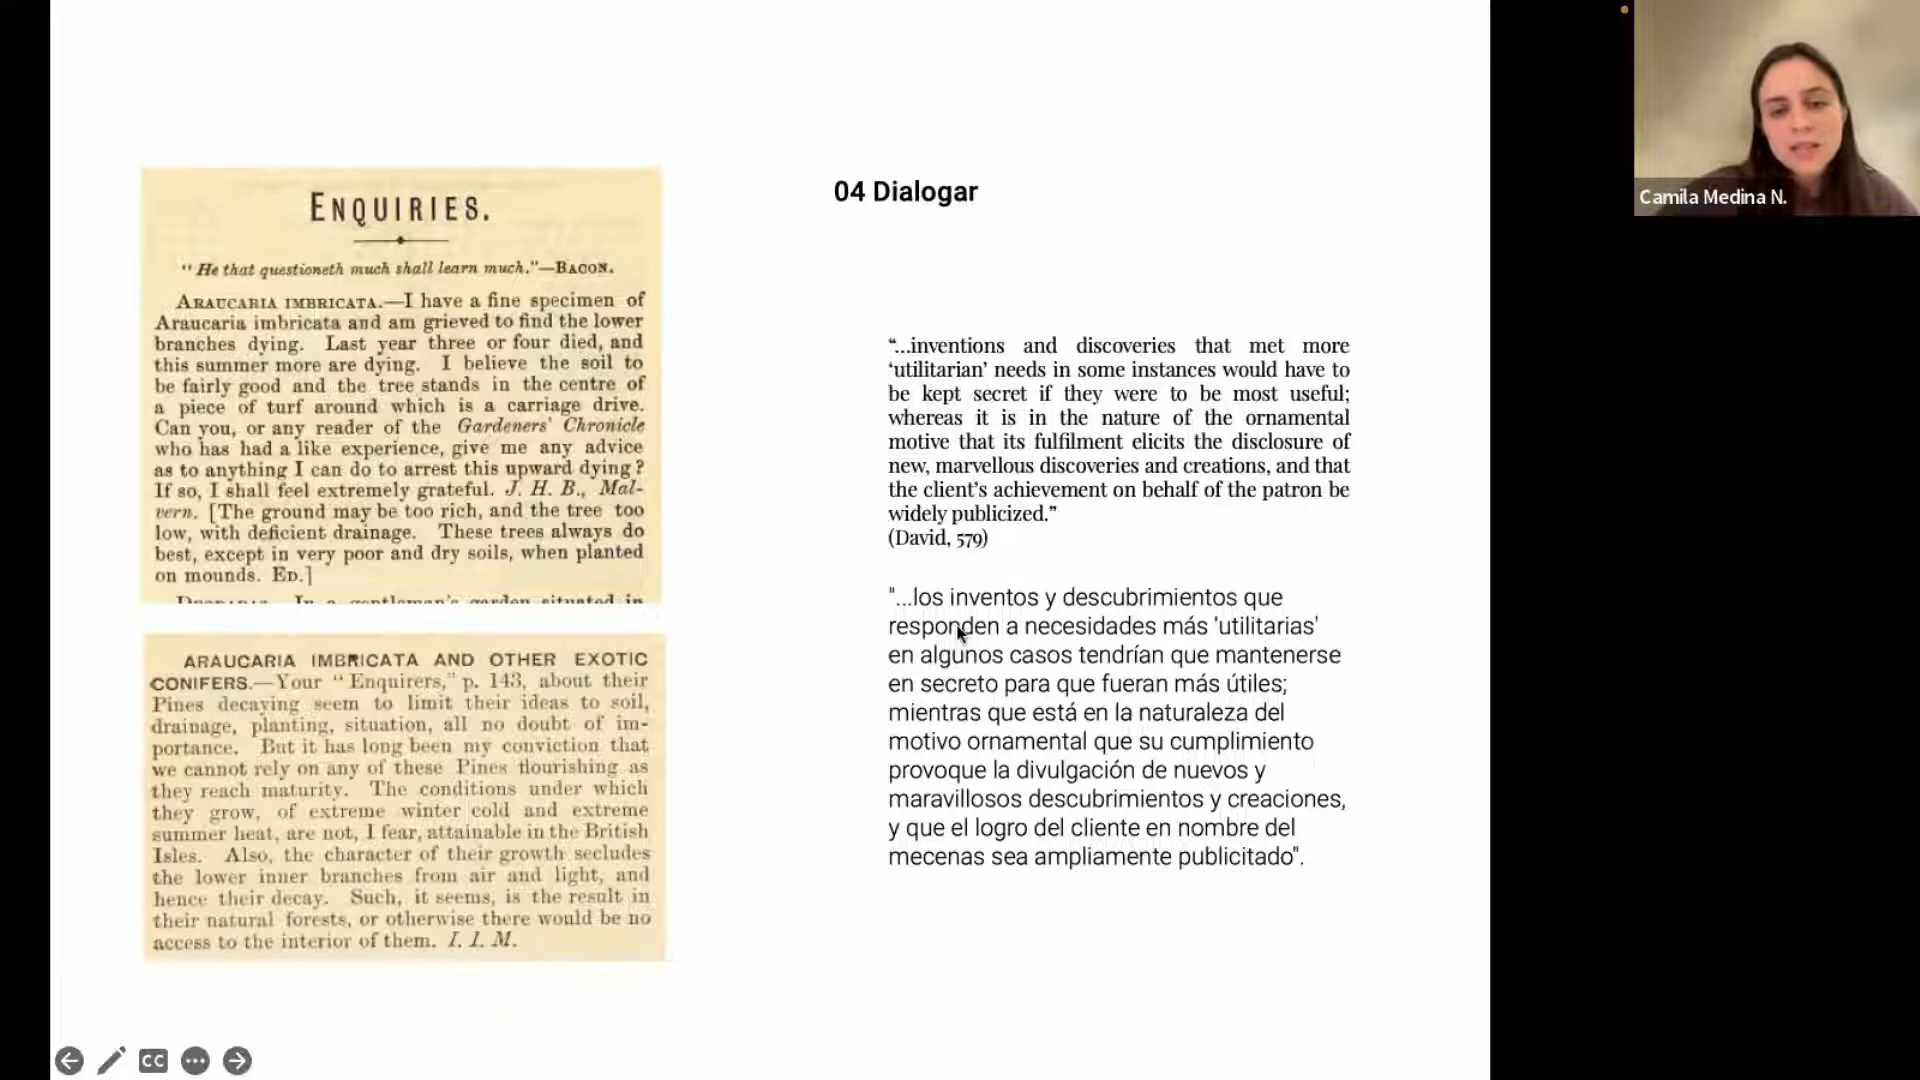 ENQUIRIES.
"He that questioneth much shall learn much."—BACON.
ARAUCARIA IMBRICATA.—I have a fine specimen of
Araucaria imbricata and am grieved to find the lower
branches dying. Last year three or four died, and
this summer more are dying. I believe the soil to
be fairly good and the tree stands in the centre of
a piece of turf around which is a carriage drive.
Can you, or any reader of the Gardeners' Chronicle
who has had a like experience, give me any advice
as to anything I can do to arrest this upward dying?
If so, I shall feel extremely grateful. J. H. B., Mal-
vern. [The ground may be too rich, and the tree too
low, with deficient drainage. These trees always do
best, except in very poor and dry soils, when planted
on mounds. ED.]
In a gentleman's garden situated in
ARAUCARIA IMBRICATA AND OTHER EXOTIC
CONIFERS.—Your "Enquirers," p. 143, about their
Pines decaying seem to limit their ideas to soil,
drainage, planting, situation, all no doubt of im-
portance. But it has long been my conviction that
we cannot rely on any of these Pines flourishing as
they reach maturity. The conditions under which
they grow, of extreme winter cold and extreme
summer heat, are not, I fear, attainable in the British
Isles. Also, the character of their growth secludes
the lower inner branches from air and light, and
hence their decay. Such, it seems, is the result in
their natural forests, or otherwise there would be no
access to the interior of them. I. I. M.
04 Dialogar
“...inventions and discoveries that met more
‘utilitarian’ needs in some instances would have to
be kept secret if they were to be most useful;
whereas it is in the nature of the ornamental
motive that its fulfilment elicits the disclosure of
new, marvellous discoveries and creations, and that
the client’s achievement on behalf of the patron be
widely publicized.”
(David, 579)
"...los inventos y descubrimientos que
responden a necesidades más 'utilitarias'
en algunos casos tendrían que mantenerse
en secreto para que fueran más útiles;
mientras que está en la naturaleza del
motivo ornamental que su cumplimiento
provoque la divulgación de nuevos y
maravillosos descubrimientos y creaciones,
y que el logro del cliente en nombre del
mecenas sea ampliamente publicitado".
Camila Medina N.
CC